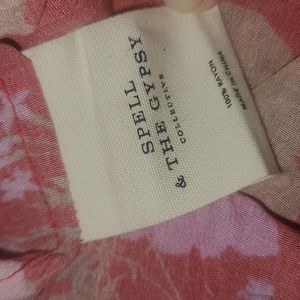 SPELL
& THE GYPSY
COLLECTIVE
100% RAYON
MADE IN CHINA